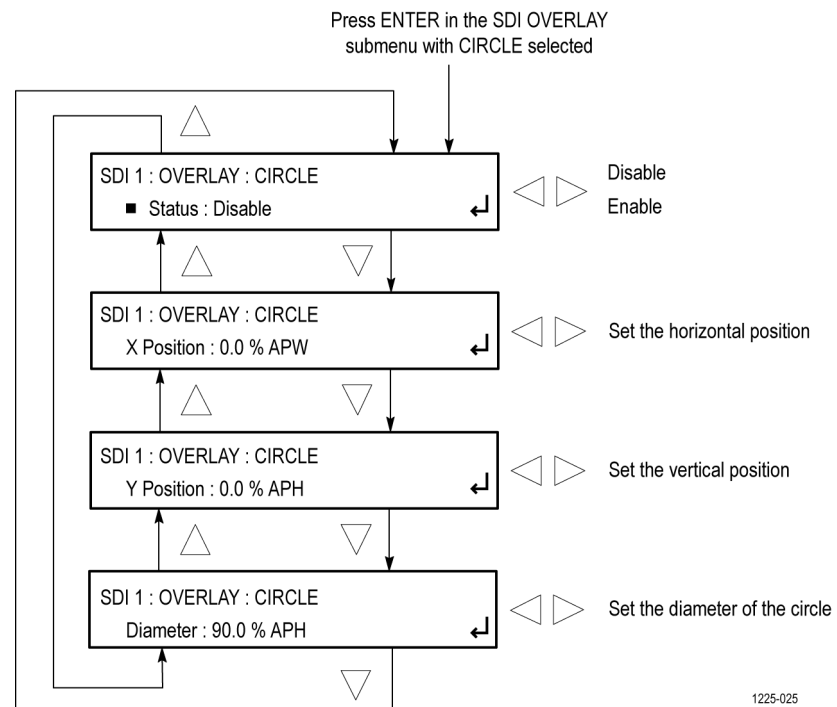 Press ENTER in the SDI OVERLAY
submenu with CIRCLE selected
SDI 1 : OVERLAY : CIRCLE
■ Status : Disable
Disable
Enable
SDI 1 : OVERLAY : CIRCLE
X Position : 0.0 % APW
Set the horizontal position
SDI 1 : OVERLAY : CIRCLE
Y Position : 0.0 % APH
Set the vertical position
SDI 1 : OVERLAY : CIRCLE
Diameter : 90.0 % APH
Set the diameter of the circle
1225-025